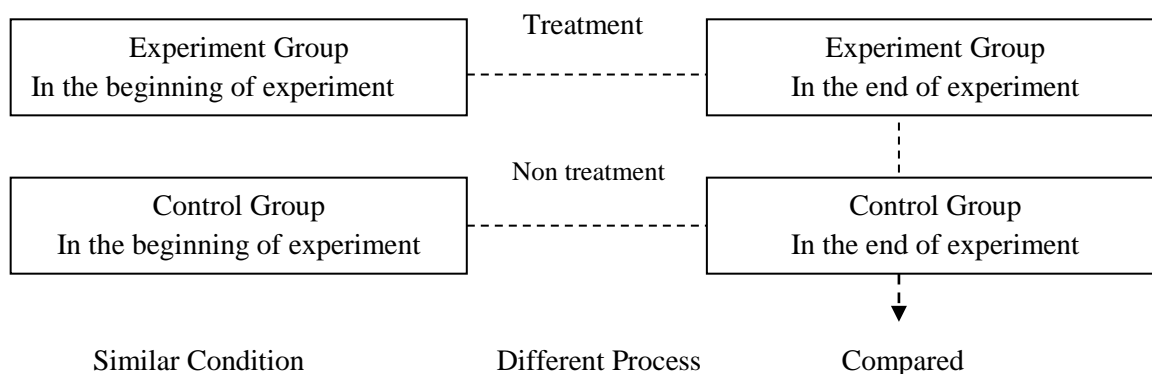 Treatment
Experiment Group
In the beginning of experiment
Experiment Group
In the end of experiment
Non treatment
Control Group
In the beginning of experiment
Control Group
In the end of experiment
Similar Condition
Different Process
Compared